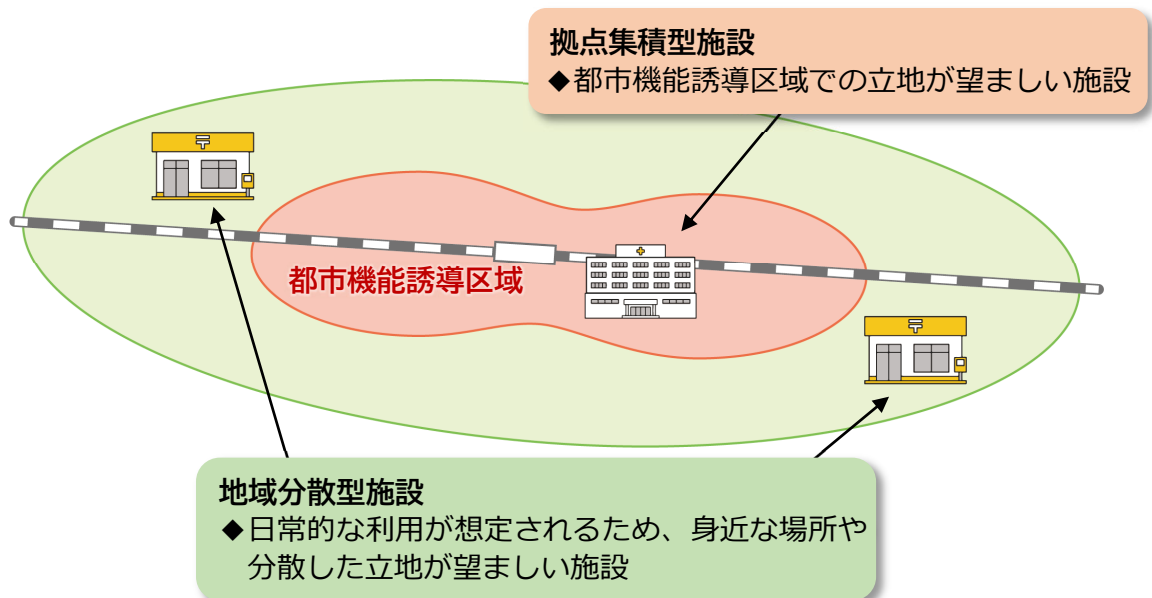 拠点集積型施設
◆都市機能誘導区域での立地が望ましい施設
〒
都市機能誘導区域
〒
地域分散型施設
◆日常的な利用が想定されるため、身近な場所や
分散した立地が望ましい施設